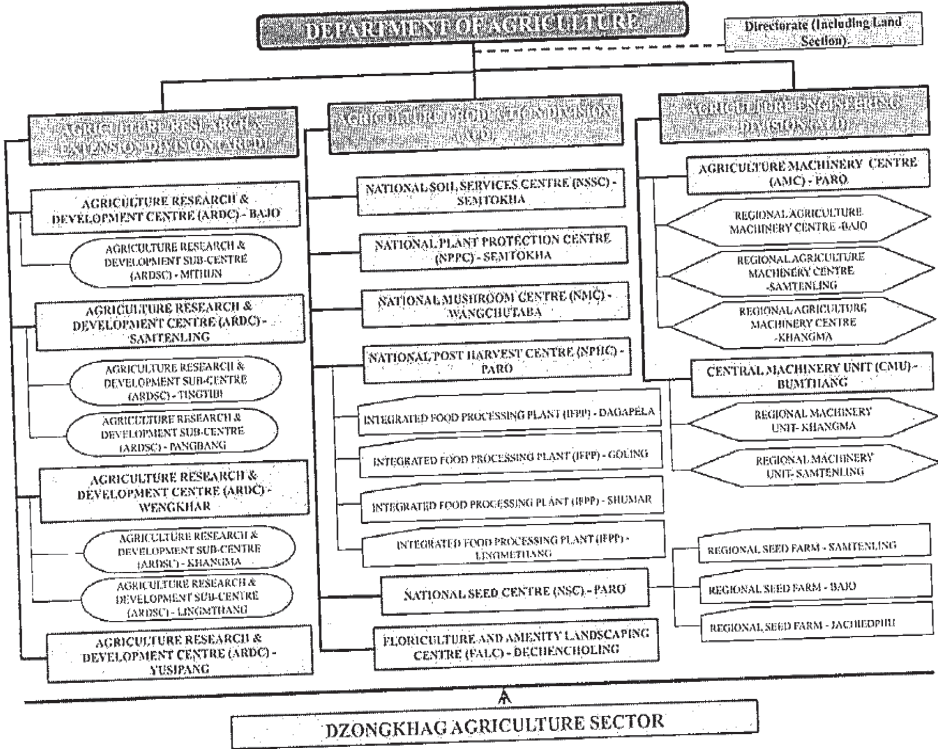 DEPARTMENT OF AGRICULTURE
Directorate (Including Land
Section).
AGRICULTURE RESEARCH &
EXTENSION DIVISION (ARED)
AGRICULTURE RESEARCH &
DEVELOPMENT CENTRE (ARDC) - BAJO
AGRICULTURE RESEARCH &
DEVELOPMENT SUB-CENTRE
(ARDSC) - MITHUN
AGRICULTURE RESEARCH &
DEVELOPMENT CENTRE (ARDC) -
SAMTENLING
AGRICULTURE RESEARCH &
DEVELOPMENT SUB-CENTRE
(ARDSC) - TINGTIBI
AGRICULTURE RESEARCH &
DEVELOPMENT SUB-CENTRE
(ARDSC) - PANGBANG
AGRICULTURE RESEARCH &
DEVELOPMENT CENTRE (ARDC) -
WENGKHAR
AGRICULTURE RESEARCH &
DEVELOPMENT SUB-CENTRE
(ARDSC) - KHANGMA
AGRICULTURE RESEARCH &
DEVELOPMENT SUB-CENTRE
(ARDSC) - LINGMTHANG
AGRICULTURE RESEARCH &
DEVELOPMENT CENTRE (ARDC) -
YUSIPANG
AGRICULTURE PRODUCTION DIVISION
NATIONAL SOIL SERVICES CENTRE (NSSC) -
SEMTOKHA
NATIONAL PLANT PROTECTION CENTRE
(NPPC) - SEMTOKHA
NATIONAL MUSHROOM CENTRE (NMC) -
WANGCHUTABA
NATIONAL POST HARVEST CENTRE (NPHC) -
PARO
INTEGRATED FOOD PROCESSING PLANT (IFPP) - DAGAPELA
INTEGRATED FOOD PROCESSING PLANT (IFPP) - GOLING
INTEGRATED FOOD PROCESSING PLANT (IFPP) - SHUMAR
INTEGRATED FOOD PROCESSING PLANT (IFPP) -
LINGMETHANG
NATIONAL SEED CENTRE (NSC) - PARO
REGIONAL SEED FARM - SAMTENLING
REGIONAL SEED FARM - BAJO
REGIONAL SEED FARM - JACHEDPHU
FLORICULTURE AND AMENITY LANDSCAPING
CENTRE (FALC) - DECHENCHOLING
AGRICULTURE ENGINEERING
DIVISION (AED)
AGRICULTURE MACHINERY CENTRE
(AMC) - PARO
REGIONAL AGRICULTURE
MACHINERY CENTRE -BAJO
REGIONAL AGRICULTURE
MACHINERY CENTRE
-SAMTENLING
REGIONAL AGRICULTURE
MACHINERY CENTRE
-KHANGMA
CENTRAL MACHINERY UNIT (CMU) -
BUMTHANG
REGIONAL MACHINERY
UNIT- KHANGMA
REGIONAL MACHINERY
UNIT- SAMTENLING
DZONGKHAG AGRICULTURE SECTOR